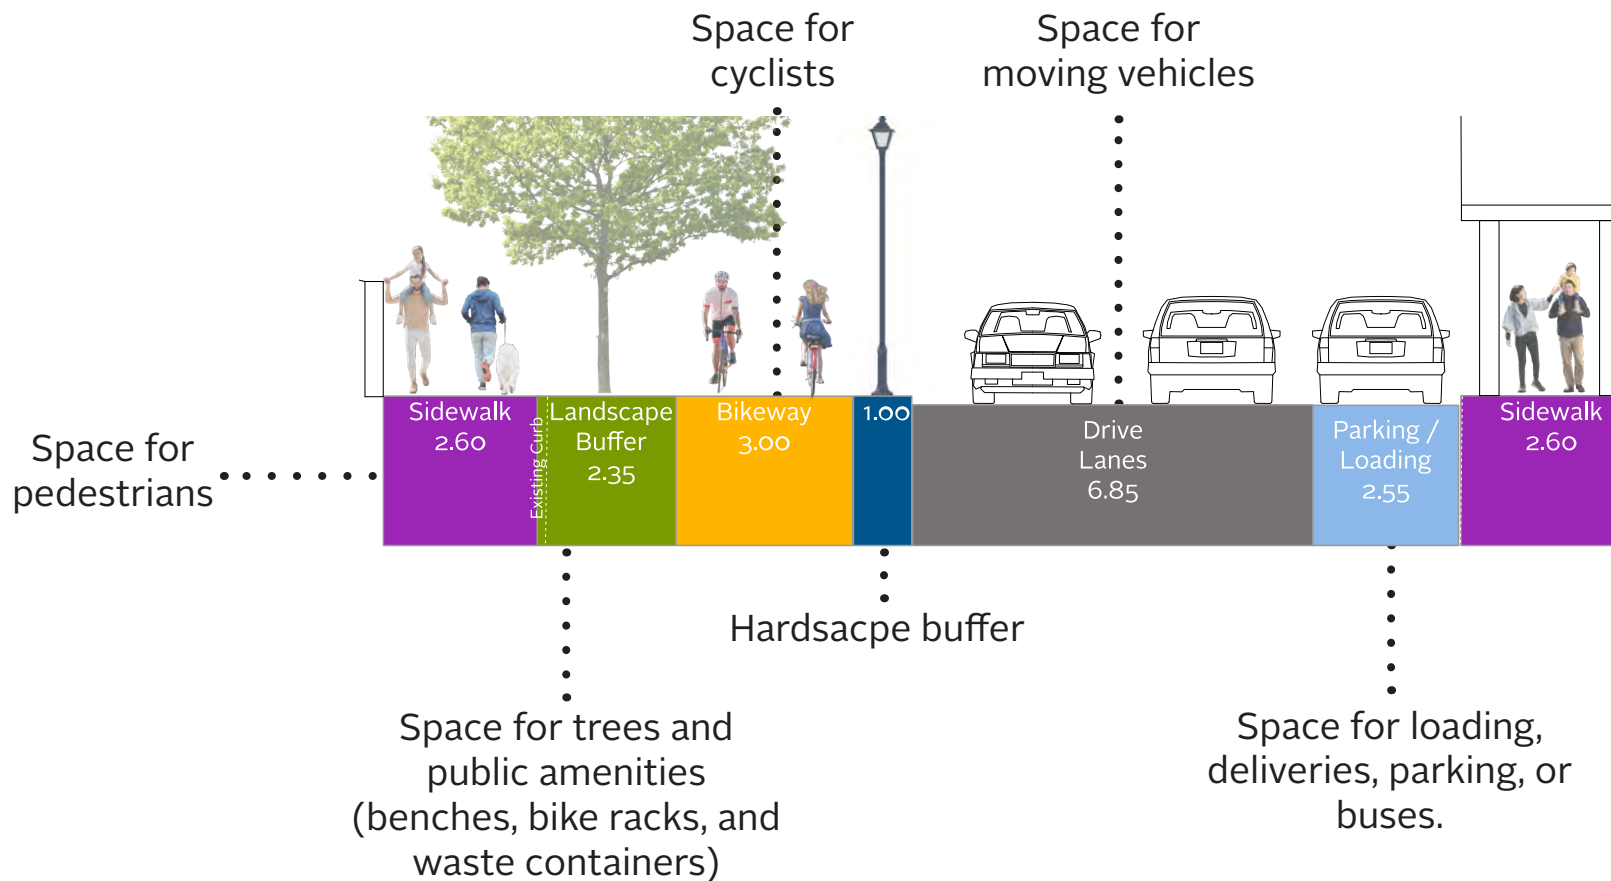 Space for
cyclists
Space for
moving vehicles
Space for
pedestrians
Sidewalk
2.60
Existing Curb
Landscape
Buffer
2.35
Bikeway
3.00
1.00
Drive
Lanes
6.85
Parking /
Loading
2.55
Sidewalk
2.60
Hardsacpe buffer
Space for trees and
public amenities
(benches, bike racks, and
waste containers)
Space for loading,
deliveries, parking, or
buses.